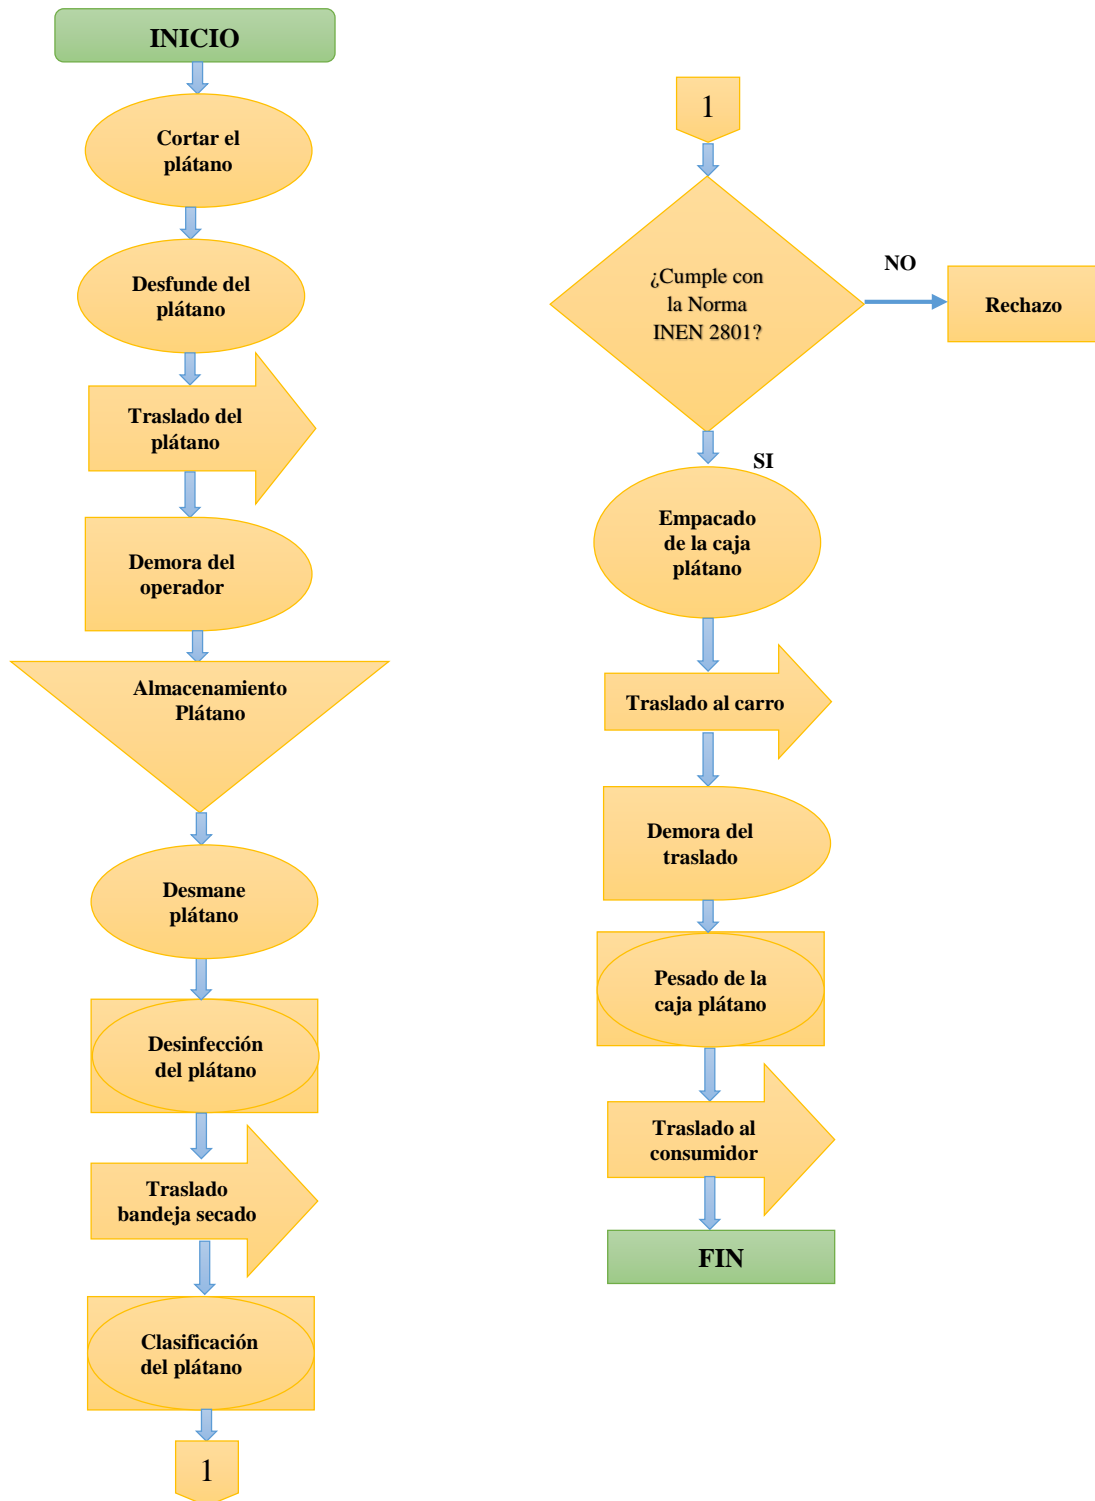 INICIO
Cortar el
plátano
Desfunde del
plátano
Traslado del
plátano
Demora del
operador
Almacenamiento
Plátano
Desmane
plátano
Desinfección
del plátano
Traslado
bandeja secado
Clasificación
del plátano
1
1
¿Cumple con
la Norma
INEN 2801?
NO
Rechazo
SI
Empacado
de la caja
plátano
Traslado al carro
Demora del
traslado
Pesado de la
caja plátano
Traslado al
consumidor
FIN